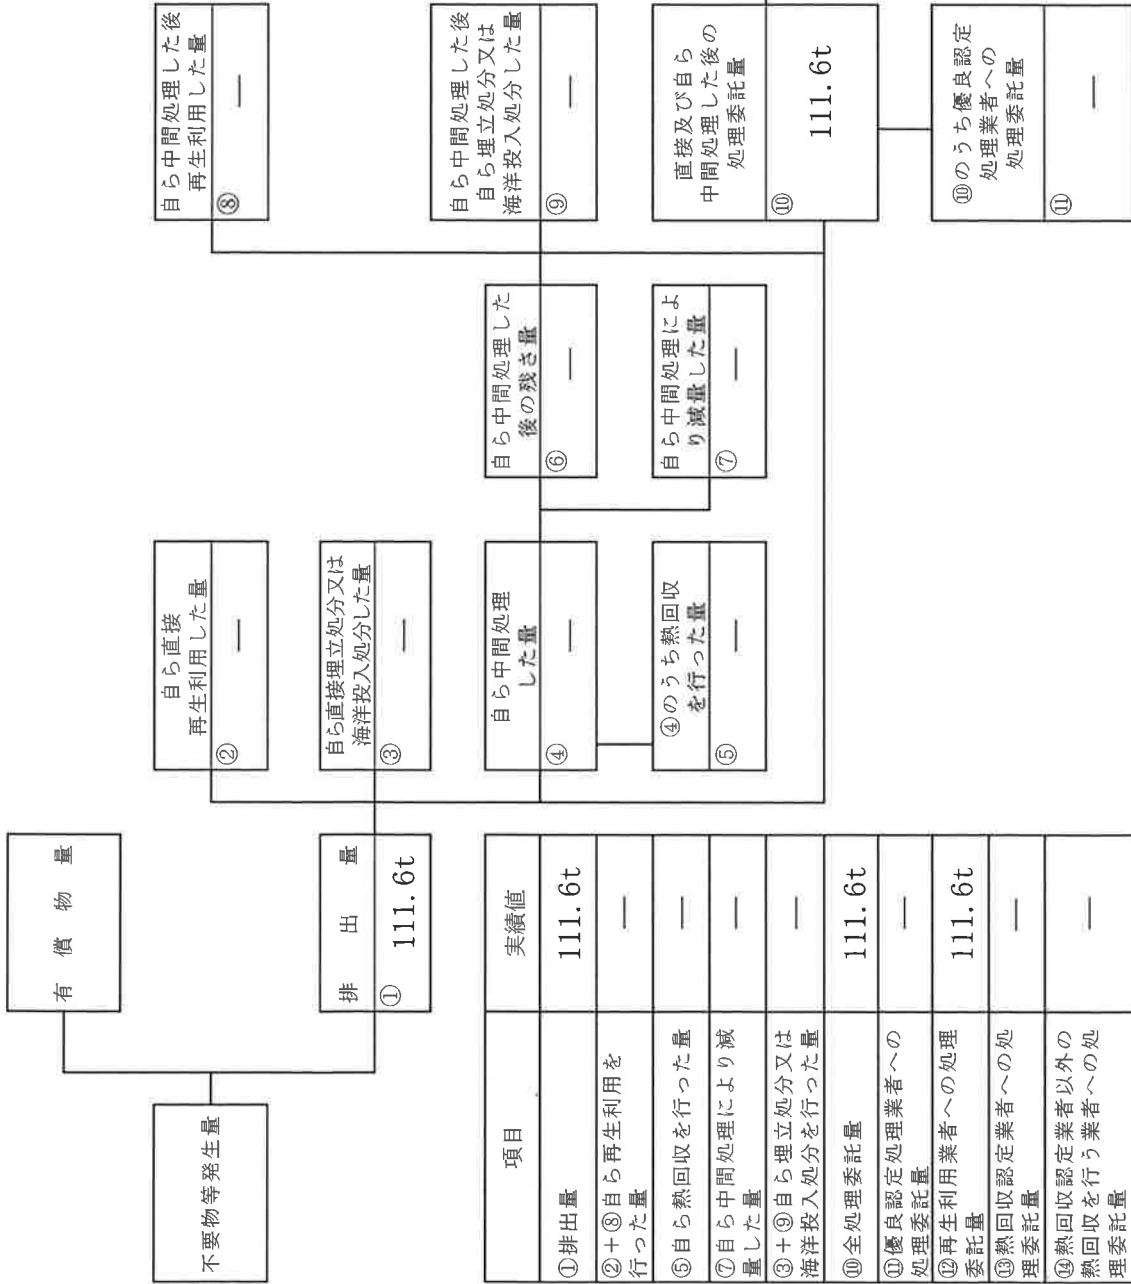 不要物等発生量
有償物量
排出量
①
111.6t
自ら直接
再生利用した量
②
―
自ら直接埋立処分又は
海洋投入処分した量
③
―
自ら中間処理
した量
④
―
④のうち熱回収
を行った量
⑤
―
自ら中間処理した
後の残さ量
⑥
―
自ら中間処理によ
り減量した量
⑦
―
自ら中間処理した後
再生利用した量
⑧
―
自ら中間処理した後
自ら埋立処分又は
海洋投入処分した量
⑨
―
直接及び自ら
中間処理した後の
処理委託量
⑩
111.6t
⑩のうち優良認定
処理業者への
処理委託量
⑪
―
項目 実績値
①排出量 111.6t
②+⑧自ら再生利用を
行った量 ―
⑤自ら熱回収を行った量 ―
⑦自ら中間処理により減
量した量 ―
③+⑨自ら埋立処分又は
海洋投入処分を行った量 ―
⑩全処理委託量 111.6t
⑪優良認定処理業者への
処理委託量 ―
⑫再生利用業者への処理
委託量 111.6t
⑬熱回収認定業者への処
理委託量 ―
⑭熱回収認定業者以外の
熱回収を行う業者への処
理委託量 ―